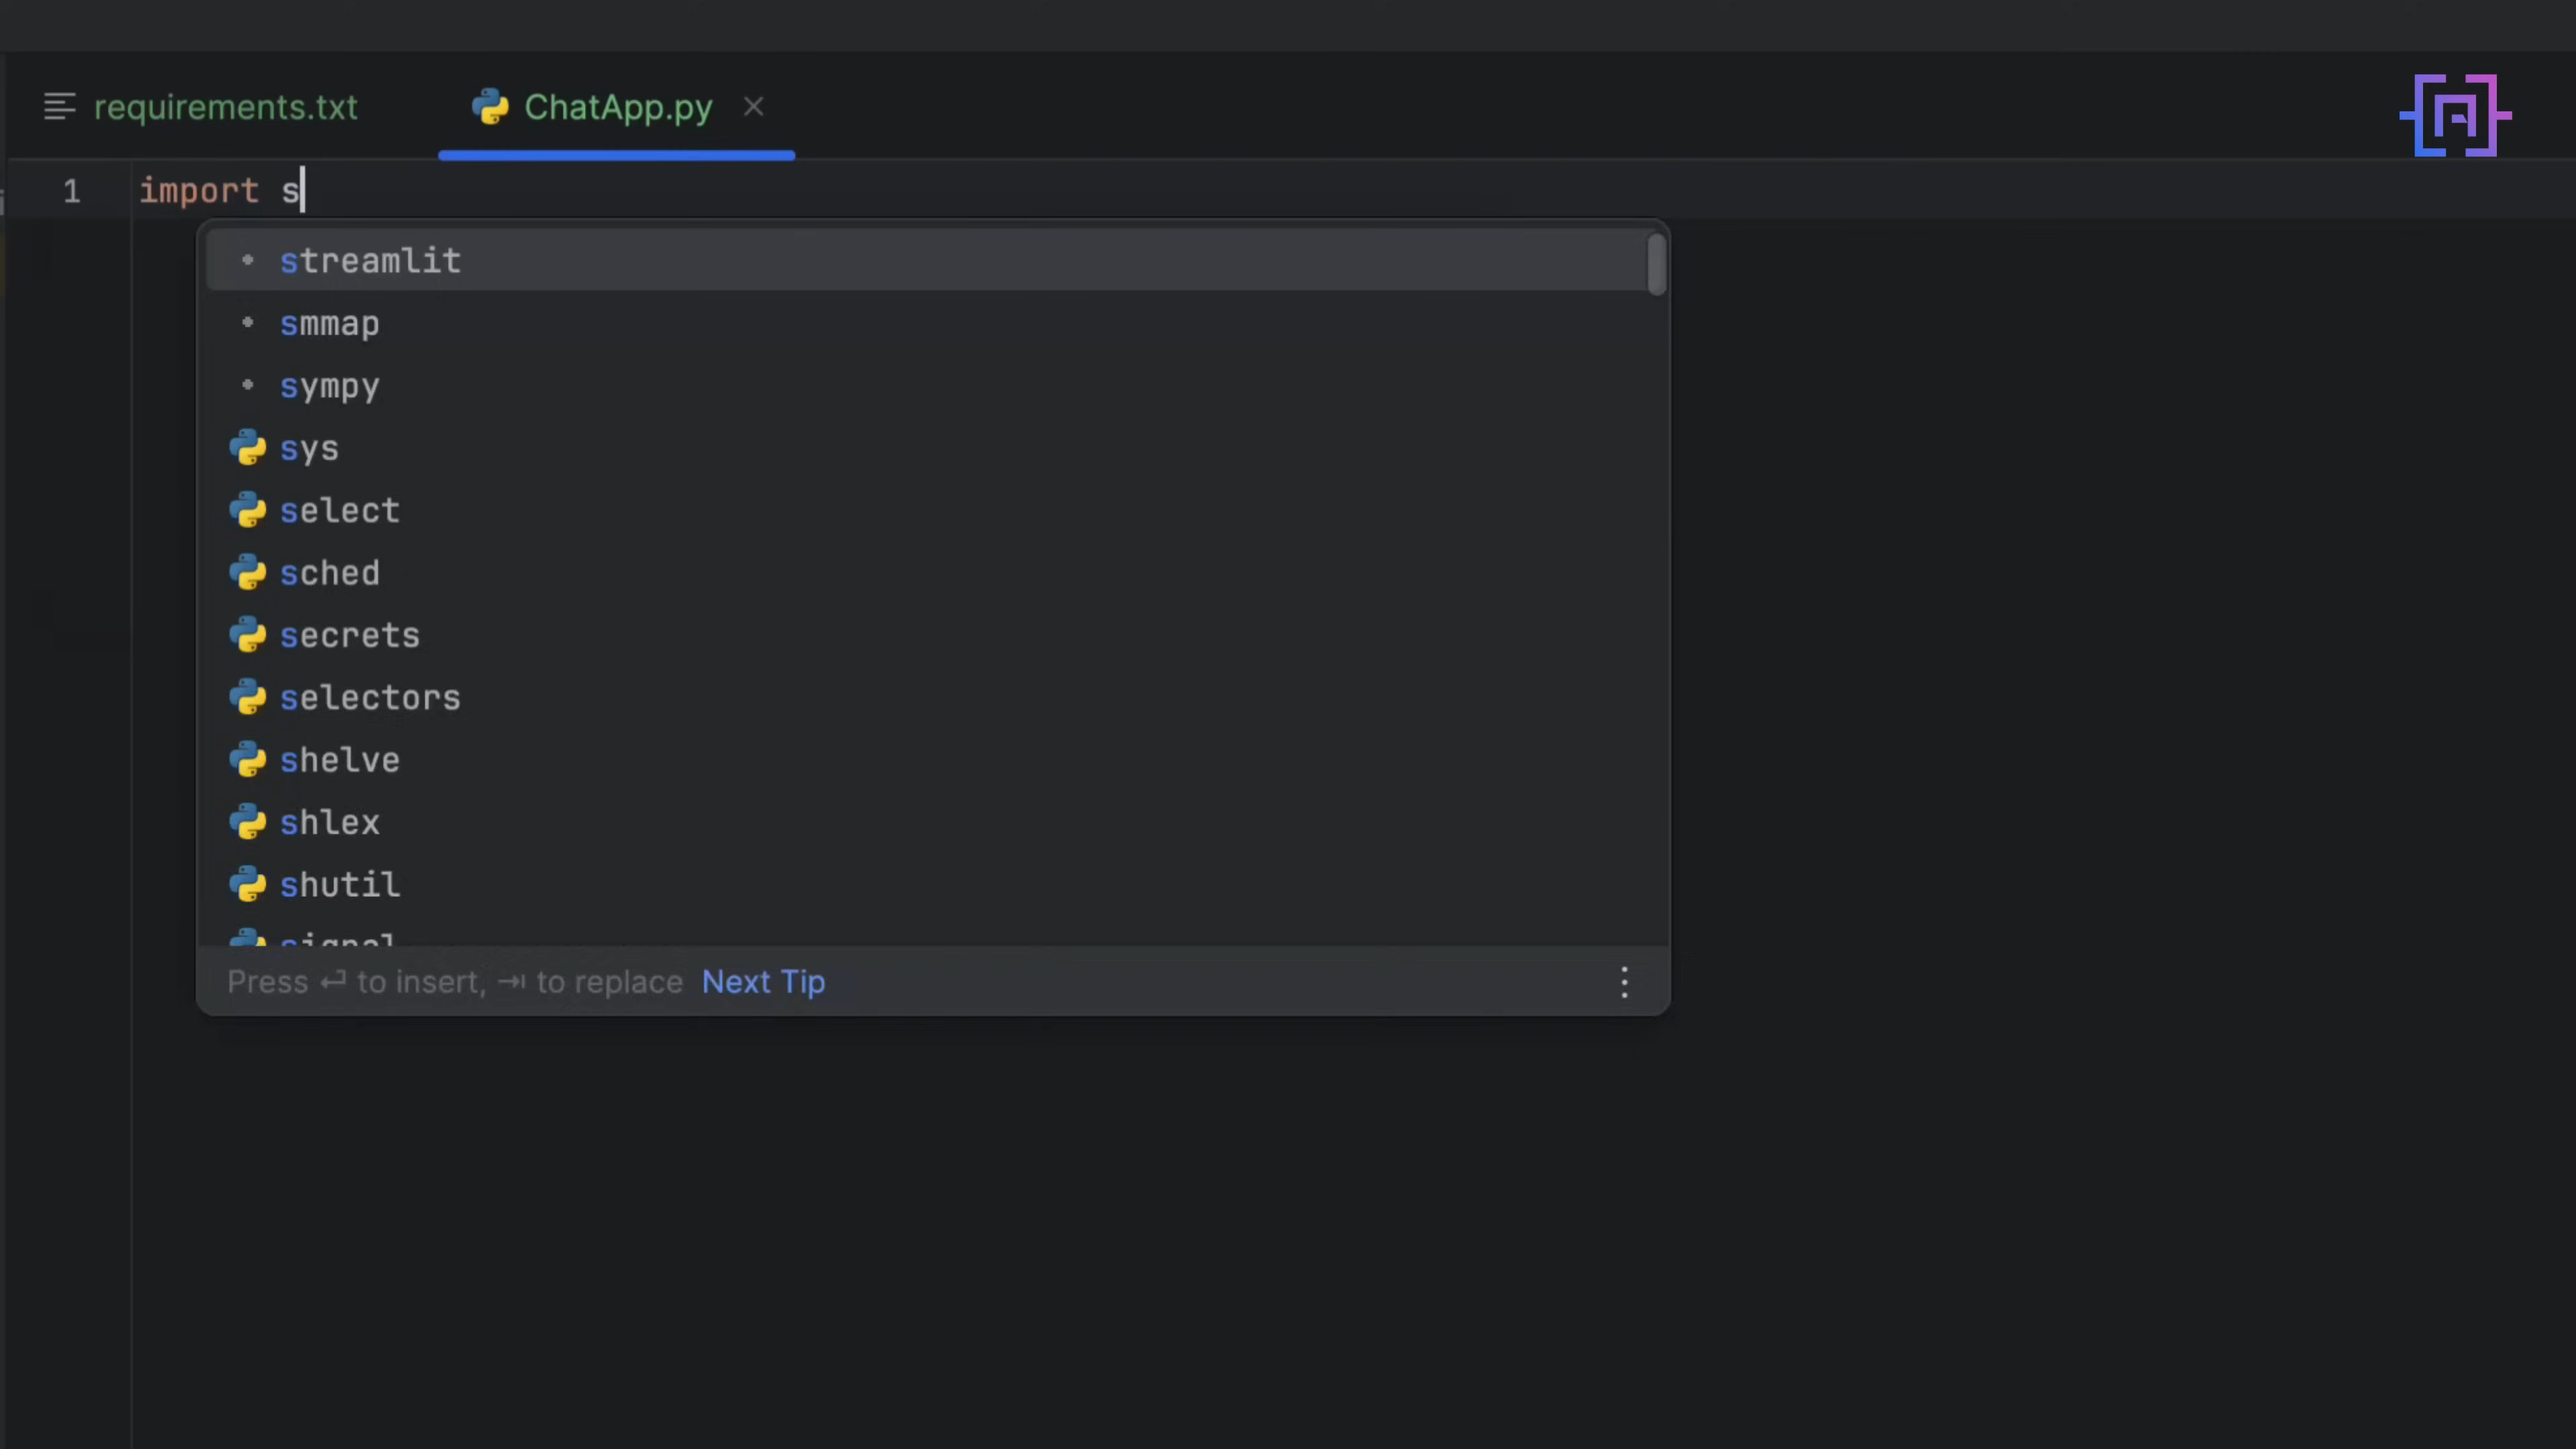 requirements.txt
ChatApp.py
1 import s
streamlit
smmap
sympy
sys
select
sched
secrets
selectors
shelve
shlex
shutil
signal
Press ⏎ to insert, ⇥ to replace Next Tip